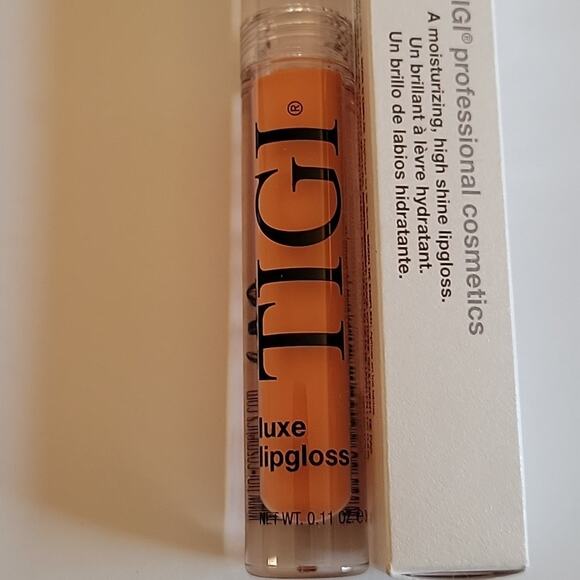 TIGI®
luxe
lipgloss
NET WT. 0.11 OZ.
IGI® professional cosmetics
A moisturizing, high shine lipgloss.
Un brillant à lèvre hydratant.
Un brillo de labios hidratante.